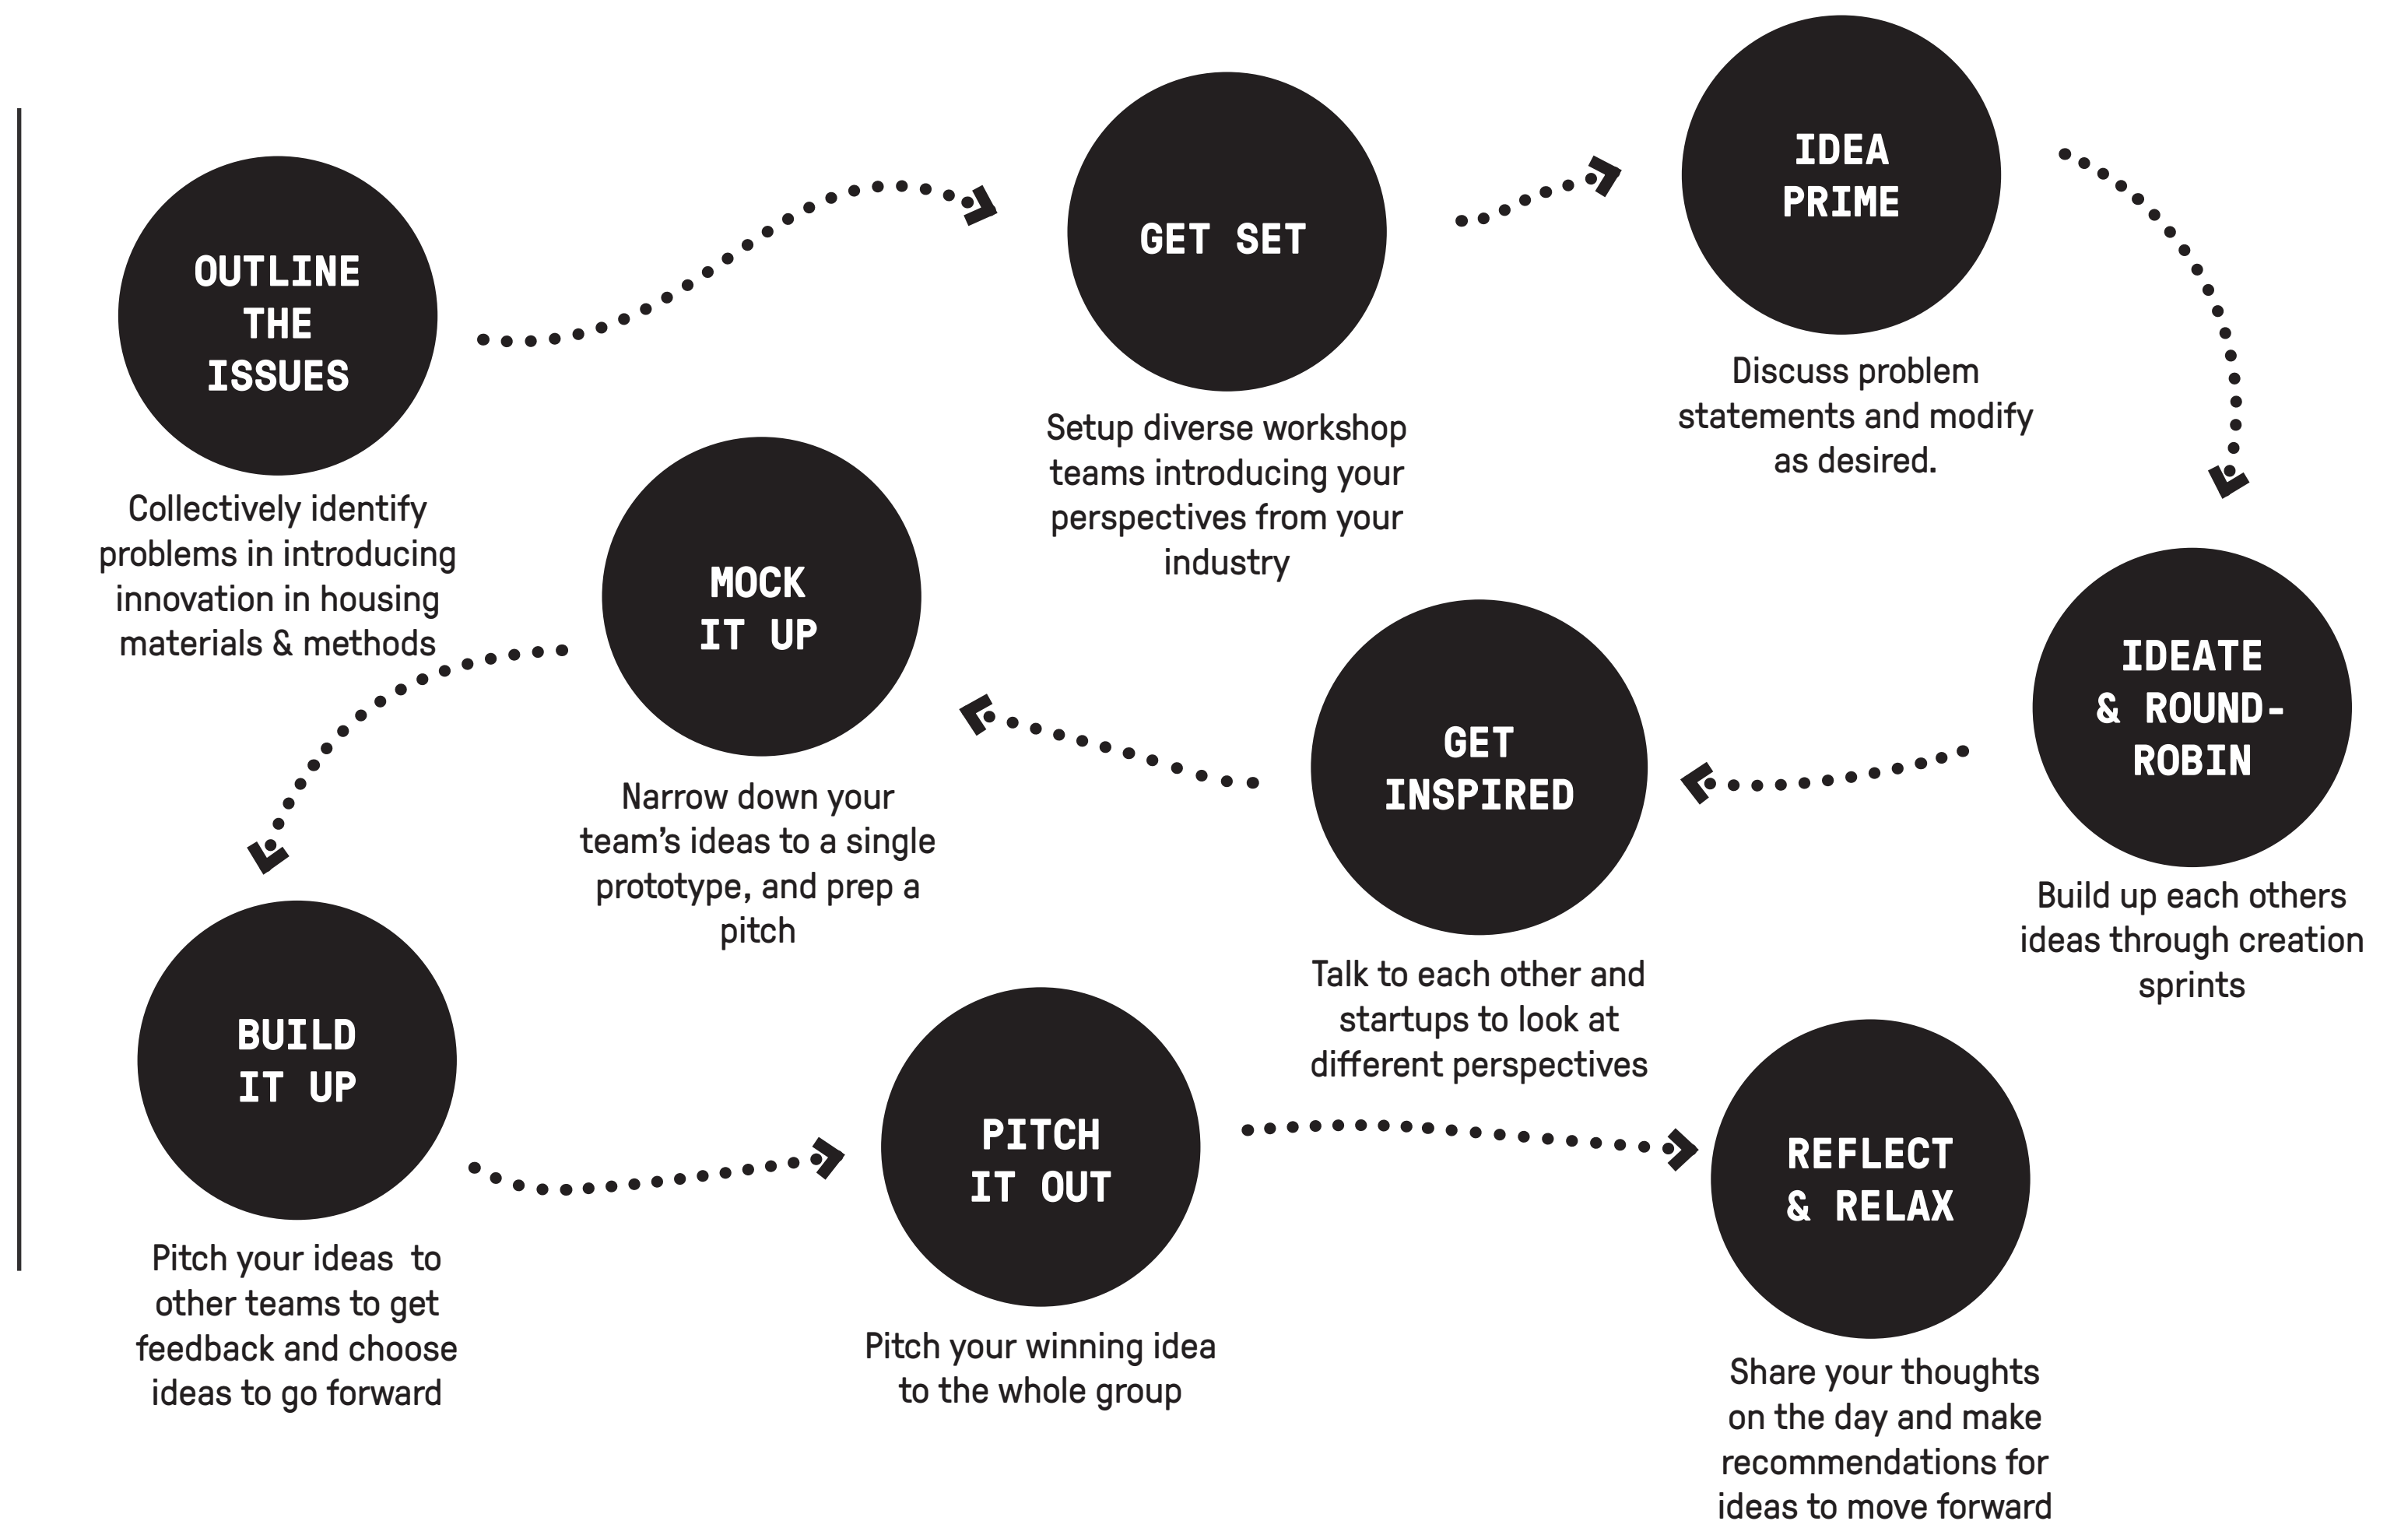 OUTLINE
THE
ISSUES
Collectively identify
problems in introducing
innovation in housing
materials & methods
GET SET
Setup diverse workshop
teams introducing your
perspectives from your
industry
IDEA
PRIME
Discuss problem
statements and modify
as desired.
IDEATE
& ROUND-
ROBIN
Build up each others
ideas through creation
sprints
GET
INSPIRED
Talk to each other and
startups to look at
different perspectives
MOCK
IT UP
Narrow down your
team’s ideas to a single
prototype, and prep a
pitch
BUILD
IT UP
Pitch your ideas  to
other teams to get
feedback and choose
ideas to go forward
PITCH
IT OUT
Pitch your winning idea
to the whole group
REFLECT
& RELAX
Share your thoughts
on the day and make
recommendations for
ideas to move forward